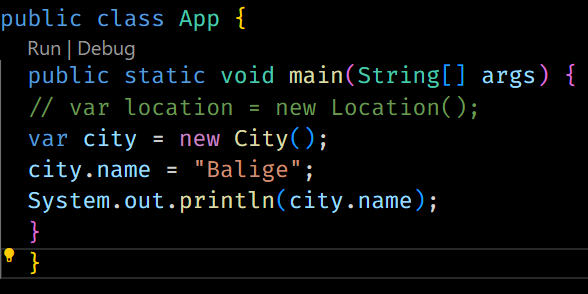 public class App {
Run | Debug
public static void main(String[] args) {
// var location = new Location();
var city = new City();
city.name = "Balige";
System.out.println(city.name);
}
}